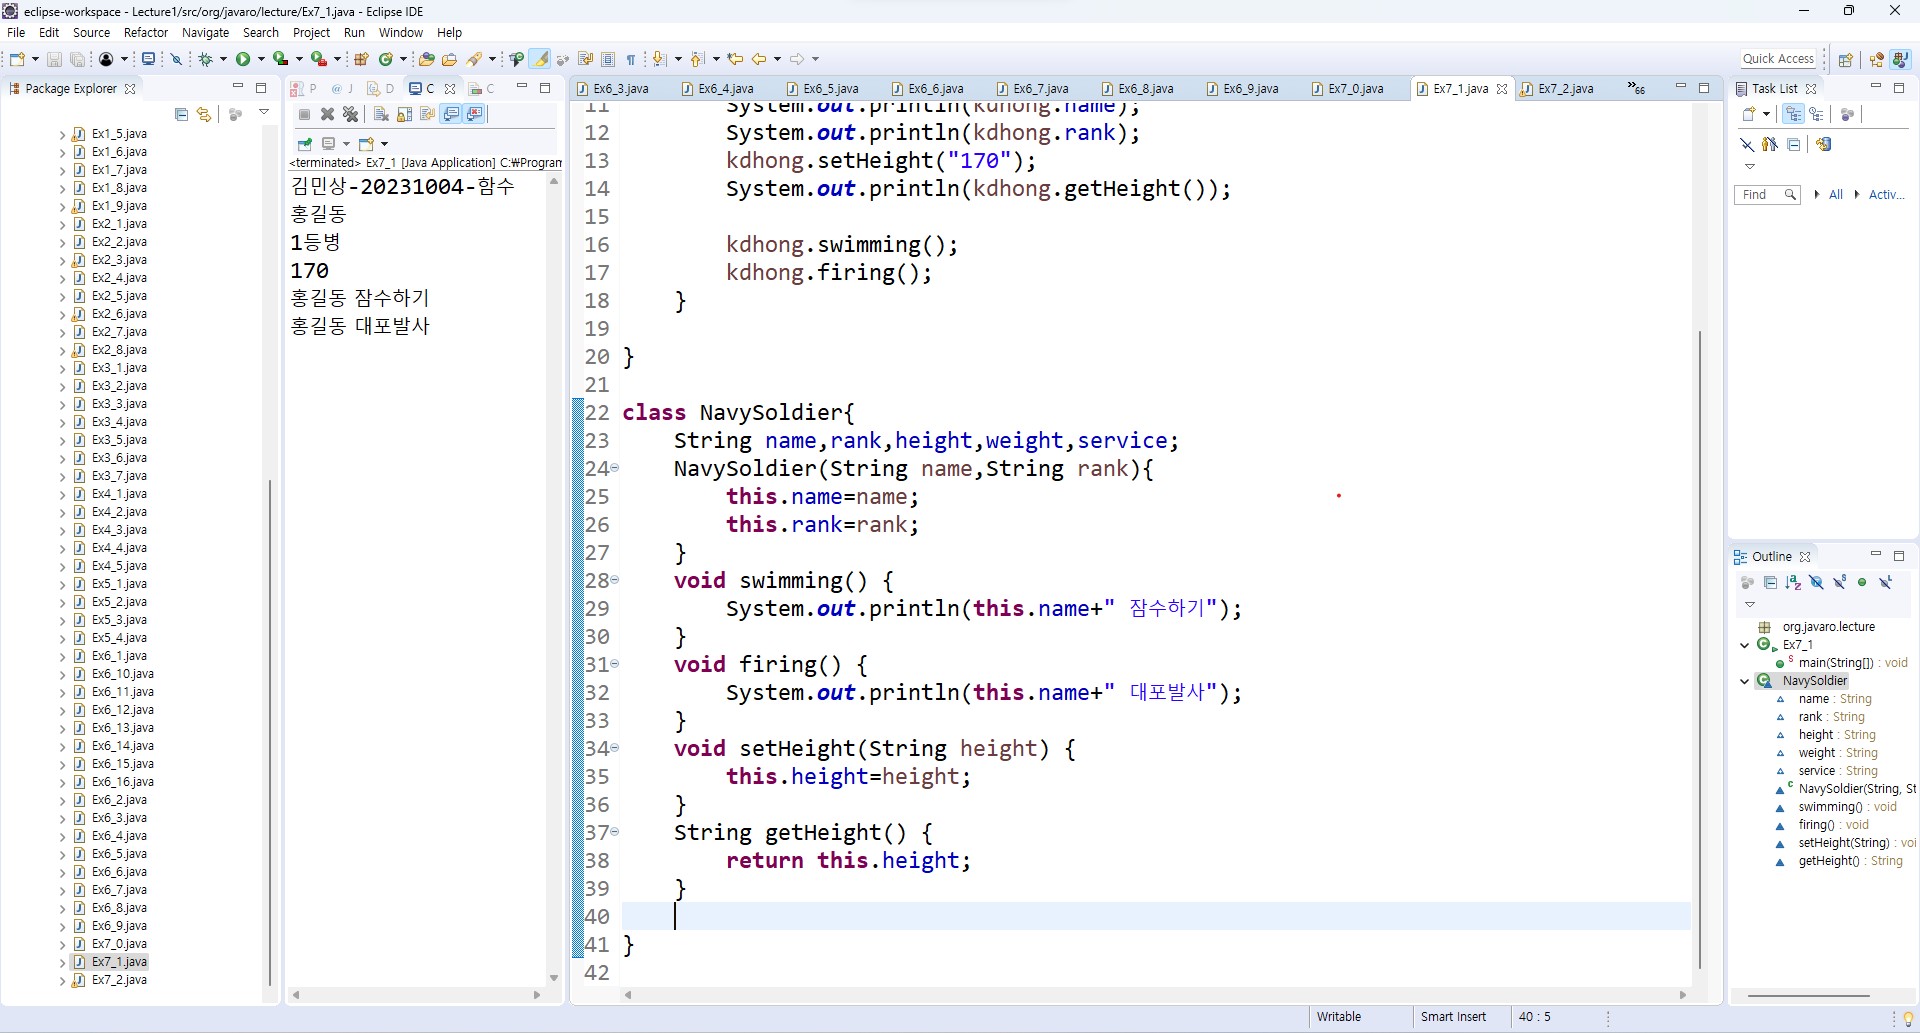 eclipse-workspace - Lecture1/src/org/javaro/lecture/Ex7_1.java - Eclipse IDE
File Edit Source Refactor Navigate Search Project Run Window Help
Quick Access
Package Explorer
Ex1_5.java
Ex1_6.java
Ex1_7.java
Ex1_8.java
Ex1_9.java
Ex2_1.java
Ex2_2.java
Ex2_3.java
Ex2_4.java
Ex2_5.java
Ex2_6.java
Ex2_7.java
Ex2_8.java
Ex3_1.java
Ex3_2.java
Ex3_3.java
Ex3_4.java
Ex3_5.java
Ex3_6.java
Ex3_7.java
Ex4_1.java
Ex4_2.java
Ex4_3.java
Ex4_4.java
Ex4_5.java
Ex5_1.java
Ex5_2.java
Ex5_3.java
Ex5_4.java
Ex6_1.java
Ex6_10.java
Ex6_11.java
Ex6_12.java
Ex6_13.java
Ex6_14.java
Ex6_15.java
Ex6_16.java
Ex6_2.java
Ex6_3.java
Ex6_4.java
Ex6_5.java
Ex6_6.java
Ex6_7.java
Ex6_8.java
Ex6_9.java
Ex7_0.java
Ex7_1.java
Ex7_2.java
P J D C C
<terminated> Ex7_1 [Java Application] C:₩Program
김민상-20231004-함수
홍길동
1등병
170
홍길동 잠수하기
홍길동 대포발사
Ex6_3.java Ex6_4.java Ex6_5.java Ex6_6.java Ex6_7.java Ex6_8.java Ex6_9.java Ex7_0.java Ex7_1.java Ex7_2.java »66
11 System.out.println(kdhong.name);
12 System.out.println(kdhong.rank);
13 kdhong.setHeight("170");
14 System.out.println(kdhong.getHeight());
15
16 kdhong.swimming();
17 kdhong.firing();
18 }
19
20 }
21
22 class NavySoldier{
23 String name,rank,height,weight,service;
24 NavySoldier(String name,String rank){
25 this.name=name;
26 this.rank=rank;
27 }
28 void swimming() {
29 System.out.println(this.name+" 잠수하기");
30 }
31 void firing() {
32 System.out.println(this.name+" 대포발사");
33 }
34 void setHeight(String height) {
35 this.height=height;
36 }
37 String getHeight() {
38 return this.height;
39 }
40
41 }
42
Task List
Find All Activ...
Outline
org.javaro.lecture
Ex7_1
main(String[]) : void
NavySoldier
name : String
rank : String
height : String
weight : String
service : String
NavySoldier(String, St
swimming() : void
firing() : void
setHeight(String) : voi
getHeight() : String
Writable Smart Insert 40 : 5